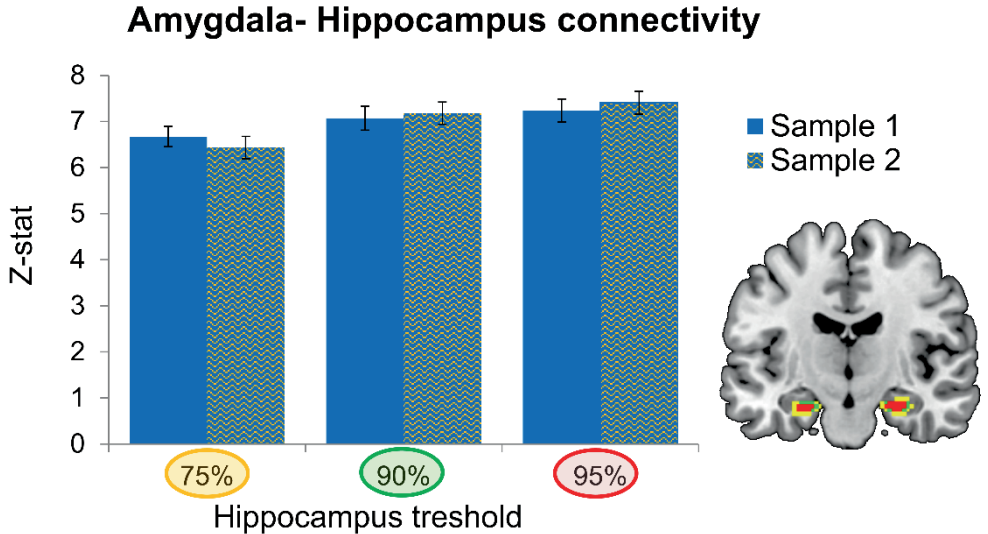 Amygdala- Hippocampus connectivity
8
7
6
5
4
3
2
1
0
Z-stat
75%
90%
95%
Hippocampus treshold
Sample 1
Sample 2